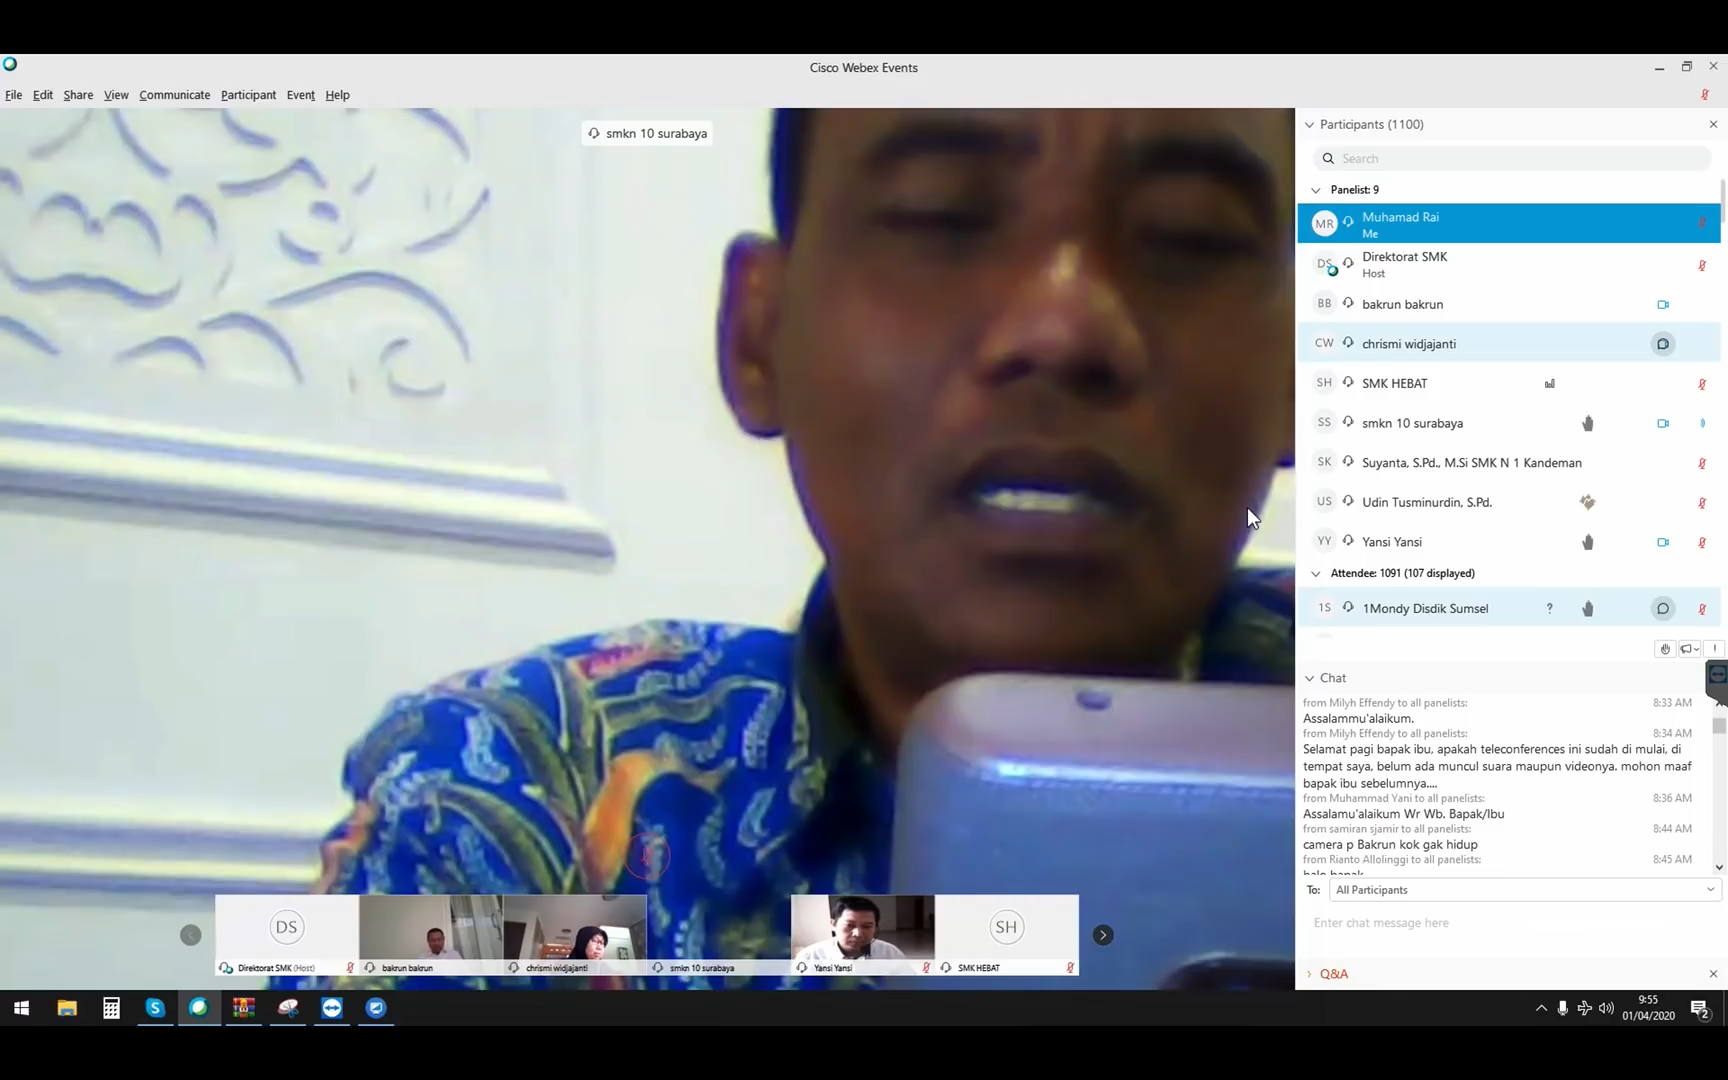 Cisco Webex Events
File Edit Share View Communicate Participant Event Help
smkn 10 surabaya
Participants (1100)
Search
Panelist: 9
MR Muhamad Rai
Me
DS Direktorat SMK
Host
BB bakrun bakrun
CW chrismi widjajanti
SH SMK HEBAT
SS smkn 10 surabaya
SK Suyanta, S.Pd., M.Si SMK N 1 Kandeman
US Udin Tusminurdin, S.Pd.
YY Yansi Yansi
Attendee: 1091 (107 displayed)
1S 1Mondy Disdik Sumsel ?
Chat
from Milyh Effendy to all panelists: 8:33 AM
Assalammu'alaikum.
from Milyh Effendy to all panelists: 8:34 AM
Selamat pagi bapak ibu, apakah teleconferences ini sudah di mulai, di
tempat saya, belum ada muncul suara maupun videonya. mohon maaf
bapak ibu sebelumnya....
from Muhammad Yani to all panelists: 8:36 AM
Assalamu'alaikum Wr Wb. Bapak/Ibu
from samiran sjamir to all panelists: 8:44 AM
camera p Bakrun kok gak hidup
from Rianto Allolinggi to all panelists: 8:45 AM
halo bapak
To: All Participants
Enter chat message here
Q&A
DS SH
Direktorat SMK (Host) bakrun bakrun chrismi widjajanti smkn 10 surabaya Yansi Yansi SMK HEBAT
9:55
01/04/2020
2